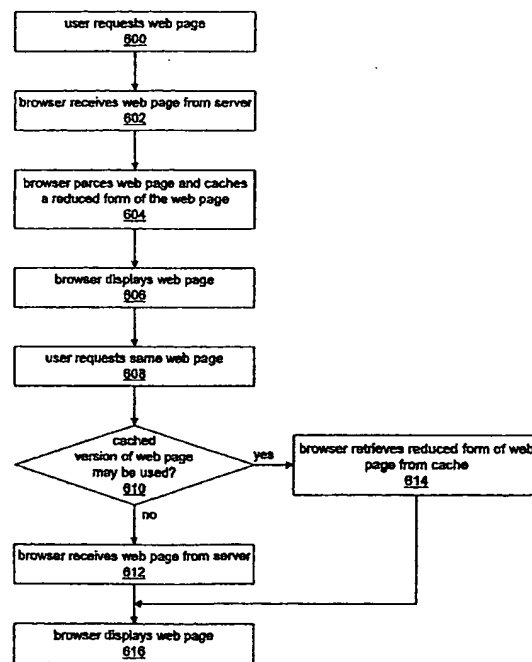 user requests web page
600
browser receives web page from server
602
browser parces web page and caches
a reduced form of the web page
604
browser displays web page
606
user requests same web page
608
cached
version of web page
may be used?
610
yes
browser retrieves reduced form of web
page from cache
614
no
browser receives web page from server
612
browser displays web page
616